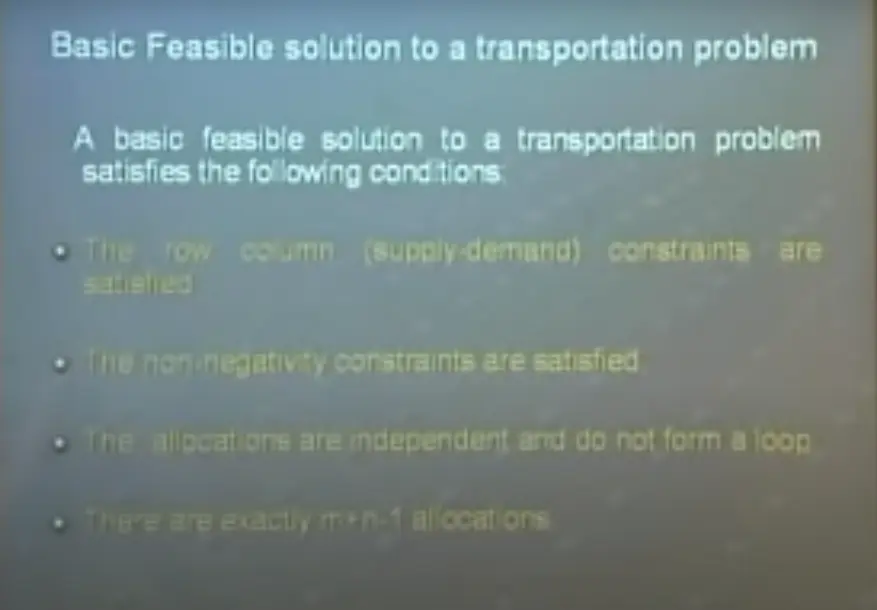 Basic Feasible solution to a transportation problem
A basic feasible solution to a transportation problem
satisfies the following conditions:
The row column (supply-demand) constraints are
satisfied
The non-negativity constraints are satisfied
The allocations are independent and do not form a loop
There are exactly m+n-1 allocations